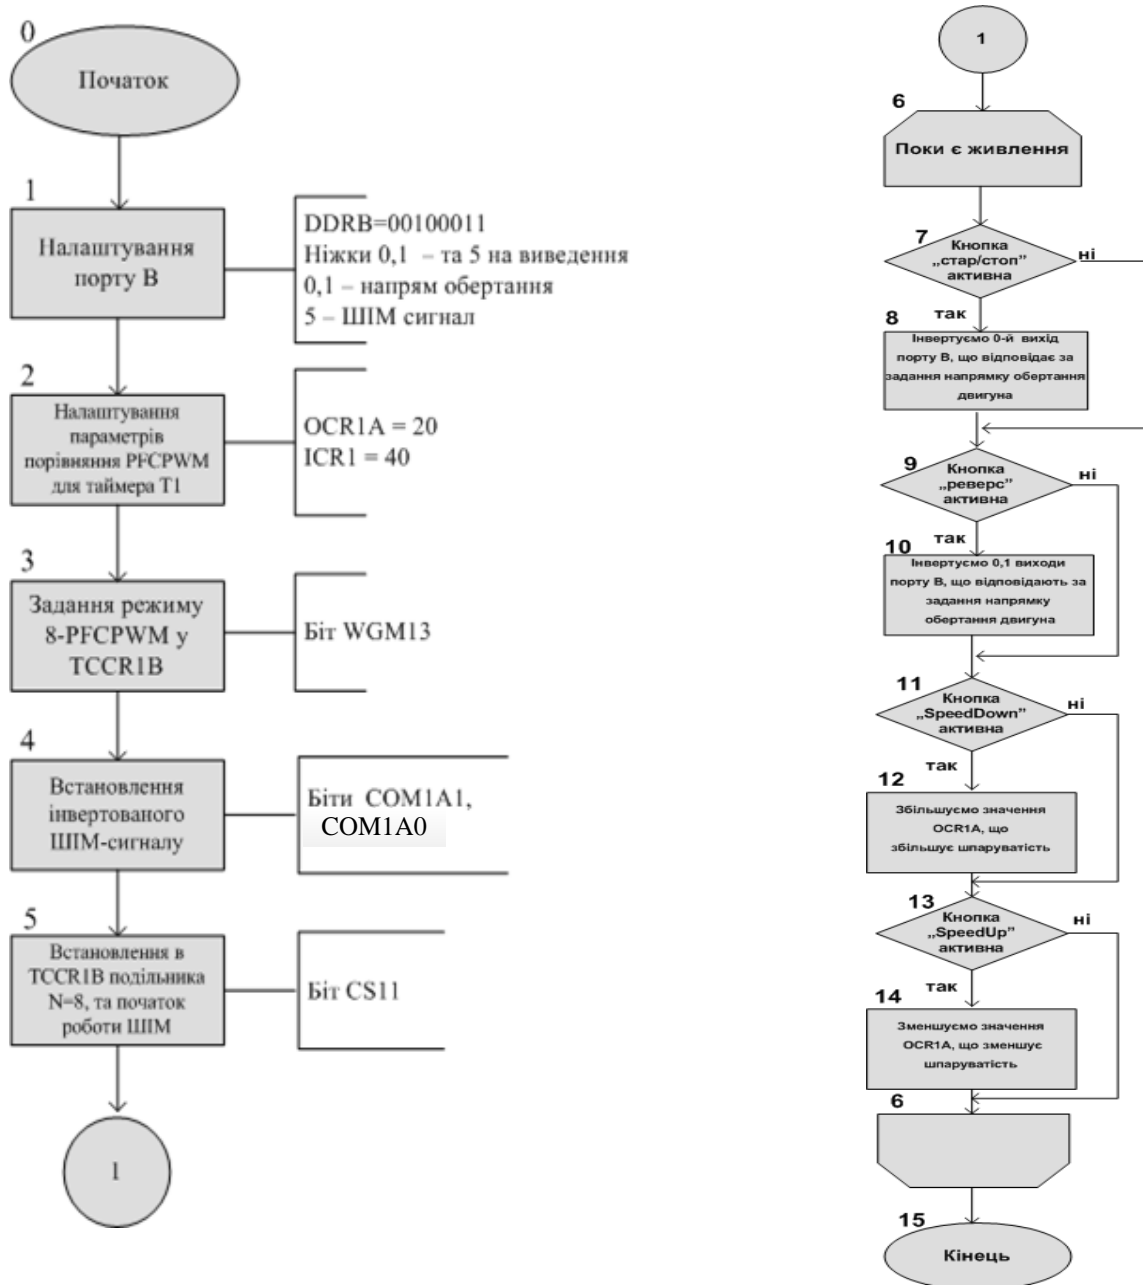 0
Початок
1
Налаштування
порту В
DDRB=00100011
Ніжки 0,1 – та 5 на виведення
0,1 – напрям обертання
5 – ШІМ сигнал
2
Налаштування
параметрів
порівняння PFCPWM
для таймера Т1
OCR1A = 20
ICR1 = 40
3
Задання режиму
8-PFCPWM у
TCCR1B
Біт WGM13
4
Встановлення
інвертованого
ШІМ-сигналу
Біти COM1A1,
COM1A0
5
Встановлення в
TCCR1B подільника
N=8, та початок
роботи ШІМ
Біт CS11
1
1
6
Поки є живлення
7
Кнопка
„стар/стоп”
активна
ні
так
8
Інвертуємо 0-й вихід
порту В, що відповідає за
задання напрямку обертання
двигуна
9
Кнопка
„реверс”
активна
ні
так
10
Інвертуємо 0,1 виходи
порту В, що відповідають за
задання напрямку
обертання двигуна
11
Кнопка
„SpeedDown”
активна
ні
так
12
Збільшуємо значення
OCR1A, що
збільшує шпаруватість
13
Кнопка
„SpeedUp”
активна
ні
так
14
Зменшуємо значення
OCR1A, що зменшує
шпаруватість
6
15
Кінець